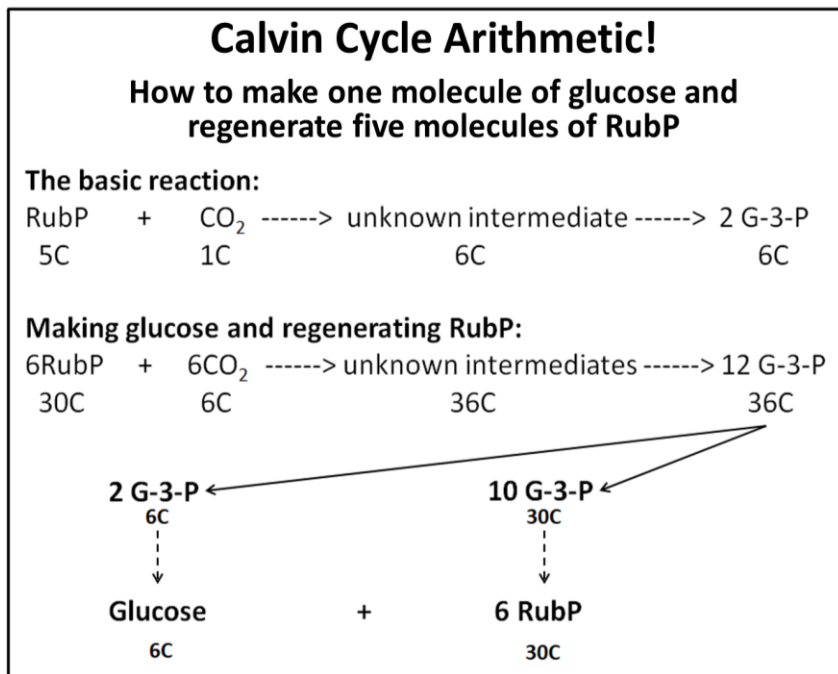 Calvin Cycle Arithmetic!
How to make one molecule of glucose and
regenerate five molecules of RubP
The basic reaction:
RubP + CO₂ ------> unknown intermediate ------> 2 G-3-P
5C 1C 6C 6C
Making glucose and regenerating RubP:
6RubP + 6CO₂ ------> unknown intermediates ------> 12 G-3-P
30C 6C 36C 36C
2 G-3-P 10 G-3-P
6C 30C
Glucose + 6 RubP
6C 30C